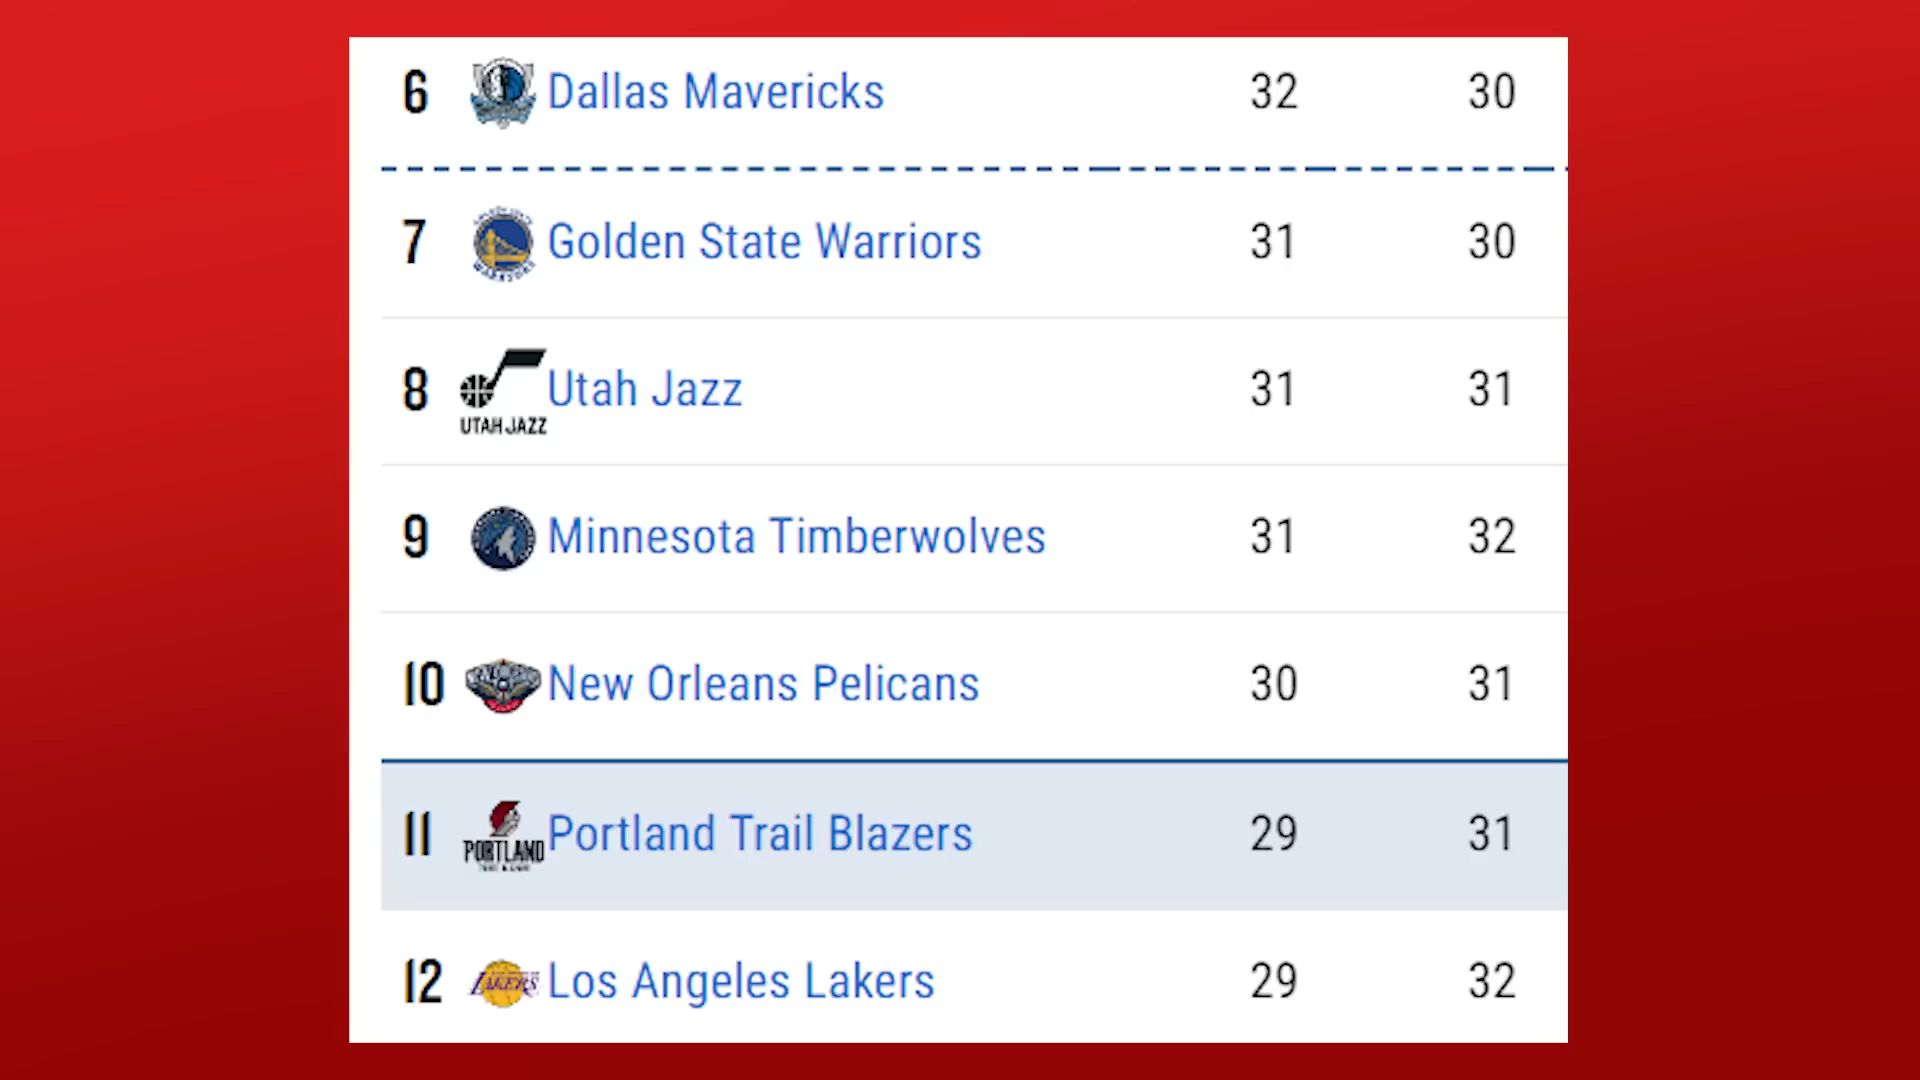 6 Dallas Mavericks 32 30
7 Golden State Warriors 31 30
WARRIORS
8 Utah Jazz 31 31
UTAH JAZZ
9 Minnesota Timberwolves 31 32
10 New Orleans Pelicans 30 31
11 Portland Trail Blazers 29 31
PORTLAND
12 LAKERS Los Angeles Lakers 29 32